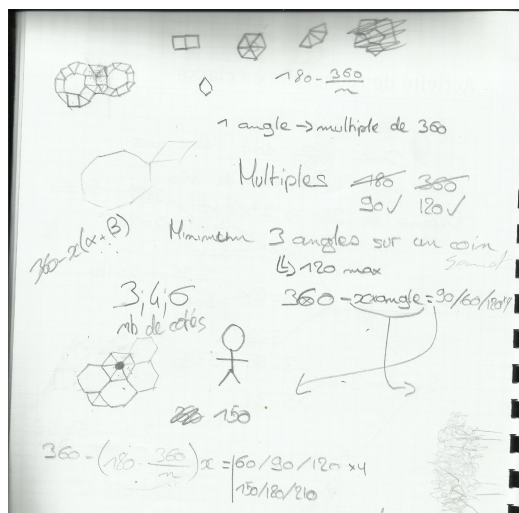 180 - 360/n
1 angle → multiple de 360
Multiples 180 360
90✓ 120✓
360 - x(α+β)
Minimum 3 angles sur un coin
↳ 120 max
3;4;6
nb de cotés
360 - x×angle = 90/60/120
150
360 - (180 - 360/n)x = 60/90/120 x4
150/180/210